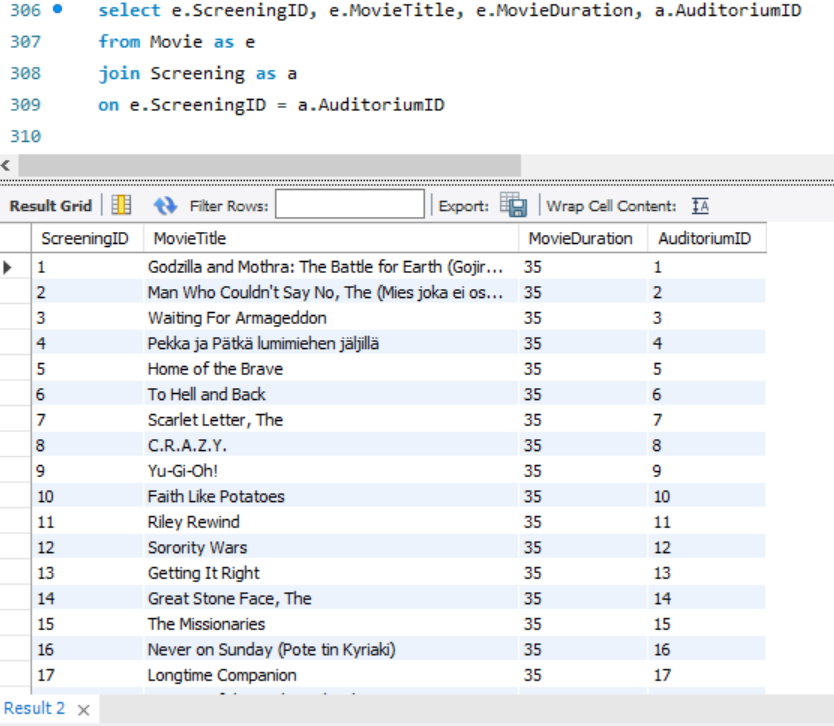 306 select e.ScreeningID, e.MovieTitle, e.MovieDuration, a.AuditoriumID
307 from Movie as e
308 join Screening as a
309 on e.ScreeningID = a.AuditoriumID
310
Result Grid Filter Rows: Export: Wrap Cell Content: IA
ScreeningID MovieTitle MovieDuration AuditoriumID
1 Godzilla and Mothra: The Battle for Earth (Gojir... 35 1
2 Man Who Couldn't Say No, The (Mies joka ei os... 35 2
3 Waiting For Armageddon 35 3
4 Pekka ja Pätkä lumimiehen jäljillä 35 4
5 Home of the Brave 35 5
6 To Hell and Back 35 6
7 Scarlet Letter, The 35 7
8 C.R.A.Z.Y. 35 8
9 Yu-Gi-Oh! 35 9
10 Faith Like Potatoes 35 10
11 Riley Rewind 35 11
12 Sorority Wars 35 12
13 Getting It Right 35 13
14 Great Stone Face, The 35 14
15 The Missionaries 35 15
16 Never on Sunday (Pote tin Kyriaki) 35 16
17 Longtime Companion 35 17
Result 2